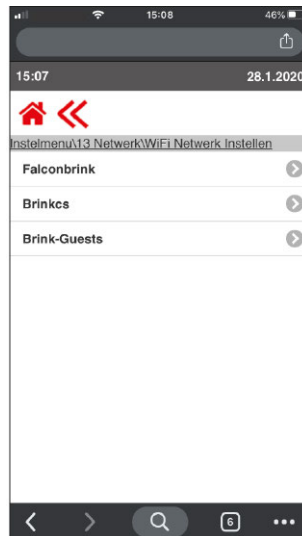 15:08
46%
15:07 28.1.2020
Instelmenu\13 Netwerk\WiFi Netwerk Instellen
Falconbrink
Brinkcs
Brink-Guests
6